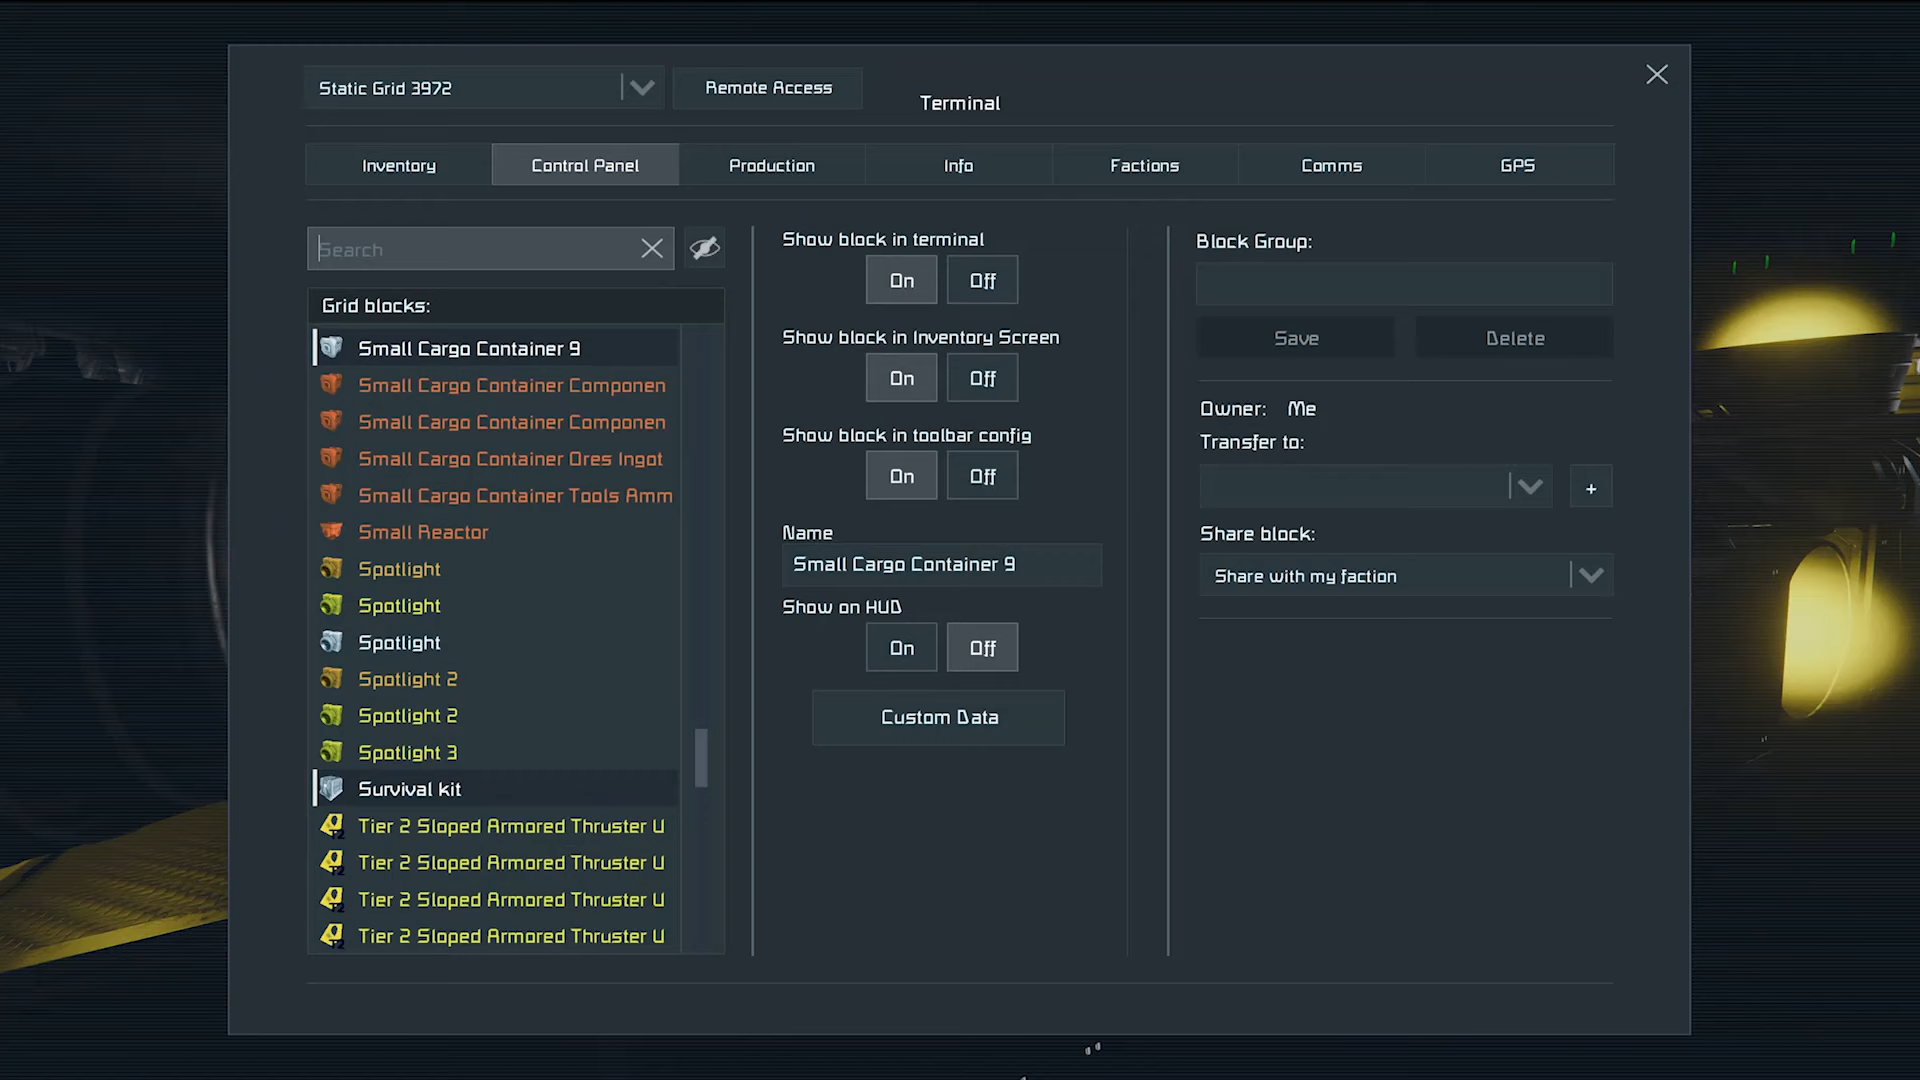 Static Grid 3972
Remote Access
Terminal
Inventory
Control Panel
Production
Info
Factions
Comms
GPS
Search
Grid blocks:
Small Cargo Container 9
Small Cargo Container Componen
Small Cargo Container Componen
Small Cargo Container Ores Ingot
Small Cargo Container Tools Amm
Small Reactor
Spotlight
Spotlight
Spotlight
Spotlight 2
Spotlight 2
Spotlight 3
Survival kit
Tier 2 Sloped Armored Thruster U
Tier 2 Sloped Armored Thruster U
Tier 2 Sloped Armored Thruster U
Tier 2 Sloped Armored Thruster U
Show block in terminal
On Off
Show block in Inventory Screen
On Off
Show block in toolbar config
On Off
Name
Small Cargo Container 9
Show on HUD
On Off
Custom Data
Block Group:
Save Delete
Owner: Me
Transfer to:
+
Share block:
Share with my faction